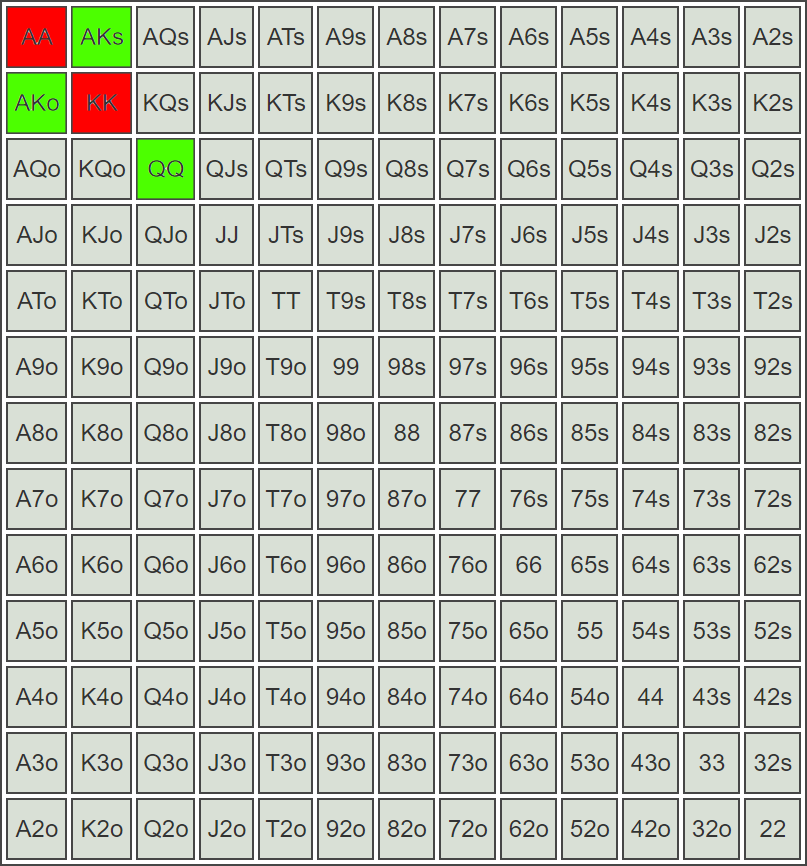 AA AKs AQs AJs ATs A9s A8s A7s A6s A5s A4s A3s A2s
AKo KK KQs KJs KTs K9s K8s K7s K6s K5s K4s K3s K2s
AQo KQo QQ QJs QTs Q9s Q8s Q7s Q6s Q5s Q4s Q3s Q2s
AJo KJo QJo JJ JTs J9s J8s J7s J6s J5s J4s J3s J2s
ATo KTo QTo JTo TT T9s T8s T7s T6s T5s T4s T3s T2s
A9o K9o Q9o J9o T9o 99 98s 97s 96s 95s 94s 93s 92s
A8o K8o Q8o J8o T8o 98o 88 87s 86s 85s 84s 83s 82s
A7o K7o Q7o J7o T7o 97o 87o 77 76s 75s 74s 73s 72s
A6o K6o Q6o J6o T6o 96o 86o 76o 66 65s 64s 63s 62s
A5o K5o Q5o J5o T5o 95o 85o 75o 65o 55 54s 53s 52s
A4o K4o Q4o J4o T4o 94o 84o 74o 64o 54o 44 43s 42s
A3o K3o Q3o J3o T3o 93o 83o 73o 63o 53o 43o 33 32s
A2o K2o Q2o J2o T2o 92o 82o 72o 62o 52o 42o 32o 22